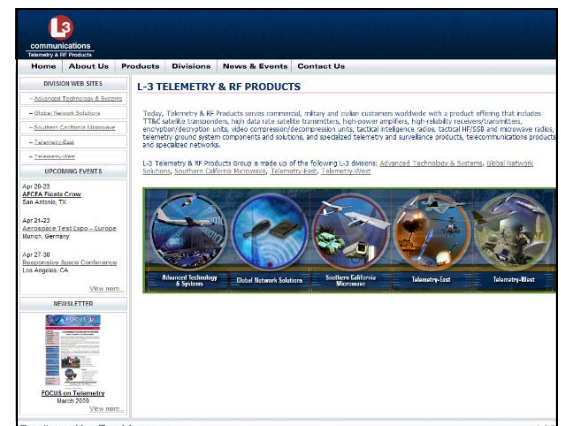 L3
communications
Telemetry & RF Products
Home About Us Products Divisions News & Events Contact Us
DIVISION WEB SITES
– Advanced Technology & Systems
– Global Network Solutions
– Southern California Microwave
– Telemetry-East
– Telemetry-West
UPCOMING EVENTS
Apr 20-23
AFCEA Fiesta Crow
San Antonio, TX
Apr 21-23
Aerospace Test Expo – Europe
Munich, Germany
Apr 27-30
Responsive Space Conference
Los Angeles, CA
View more...
NEWSLETTER
FOCUS
FOCUS on Telemetry
March 2009
View more...
L-3 TELEMETRY & RF PRODUCTS
Today, Telemetry & RF Products serves commercial, military and civilian customers worldwide with a product offering that includes
TT&C satellite transponders, high data rate satellite transmitters, high-power amplifiers, high-reliability receivers/transmitters,
encryption/decryption units, video compression/decompression units, tactical intelligence radios, tactical HF/SSB and microwave radios,
telemetry ground system components and solutions, and specialized telemetry and surveillance products, telecommunications products
and specialized networks.
L-3 Telemetry & RF Products Group is made up of the following L-3 divisions: Advanced Technology & Systems, Global Network
Solutions, Southern California Microwave, Telemetry-East, Telemetry-West
Advanced Technology
& Systems
Global Network Solutions
Southern California
Microwave
Telemetry-East
Telemetry-West